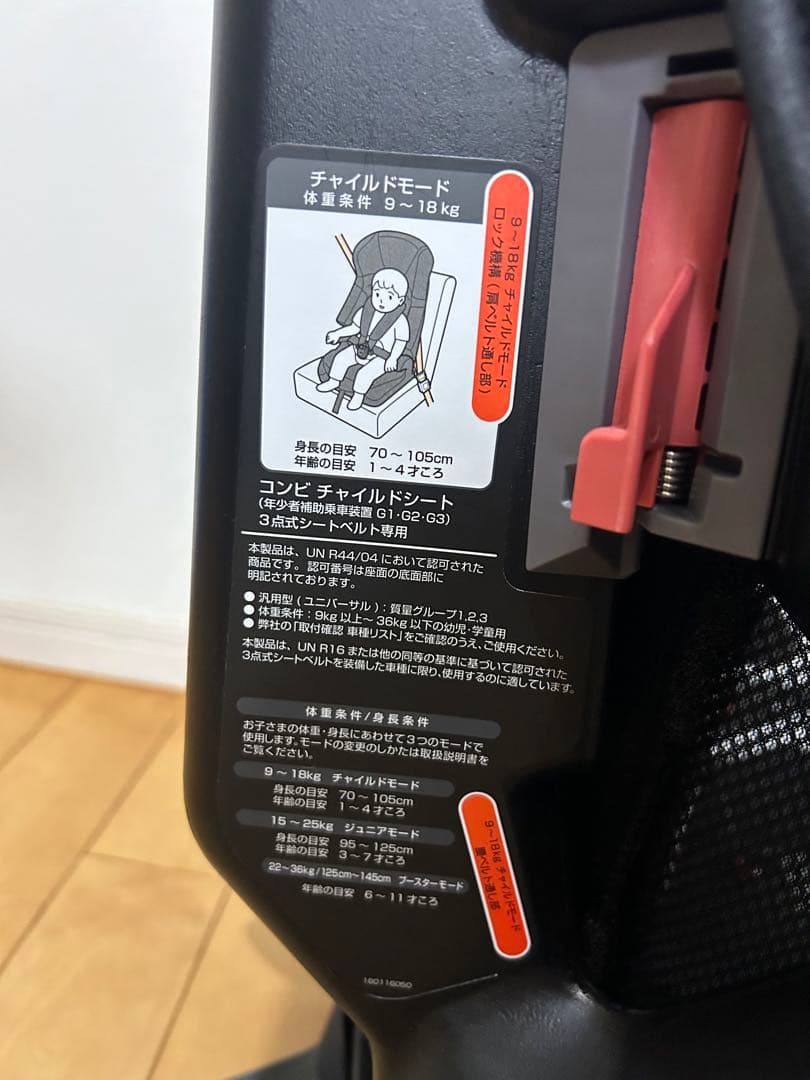 チャイルドモード
体重条件 9～18kg
9～18kg チャイルドモード
ロック機構（肩ベルト通し部）
身長の目安 70～105cm
年齢の目安 1～4才ころ
コンビ チャイルドシート
（年少者補助乗車装置 G1・G2・G3）
3点式シートベルト専用
本製品は、UN R44/04 において認可された
商品です。認可番号は座面の底面部に
明記されております。
●汎用型（ユニバーサル）：質量グループ1,2,3
●体重条件：9kg以上～36kg以下の幼児・学童用
●弊社の「取付確認 車種リスト」をご確認のうえ、ご使用ください。
本製品は、UN R16 または他の同等の基準に基づいて認可された
3点式シートベルトを装備した車種に限り、使用するのに適しています。
体重条件/身長条件
お子さまの体重・身長にあわせて3つのモードで
使用します。モードの変更のしかたは取扱説明書を
ご覧ください。
9～18kg チャイルドモード
身長の目安 70～105cm
年齢の目安 1～4才ころ
15～25kg ジュニアモード
身長の目安 95～125cm
年齢の目安 3～7才ころ
22～36kg/125cm～145cm ブースターモード
年齢の目安 6～11才ころ
9～18kg チャイルドモード
腰ベルト通し部
160116050